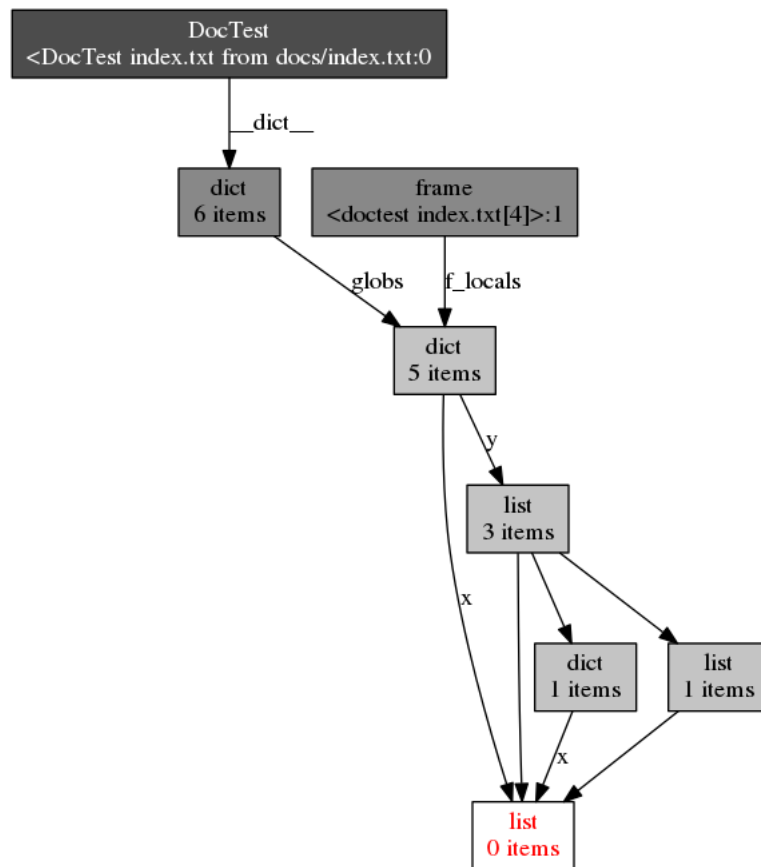 DocTest
<DocTest index.txt from docs/index.txt:0
__dict__
dict
6 items
frame
<doctest index.txt[4]>:1
globs
f_locals
dict
5 items
y
list
3 items
x
dict
1 items
list
1 items
x
list
0 items